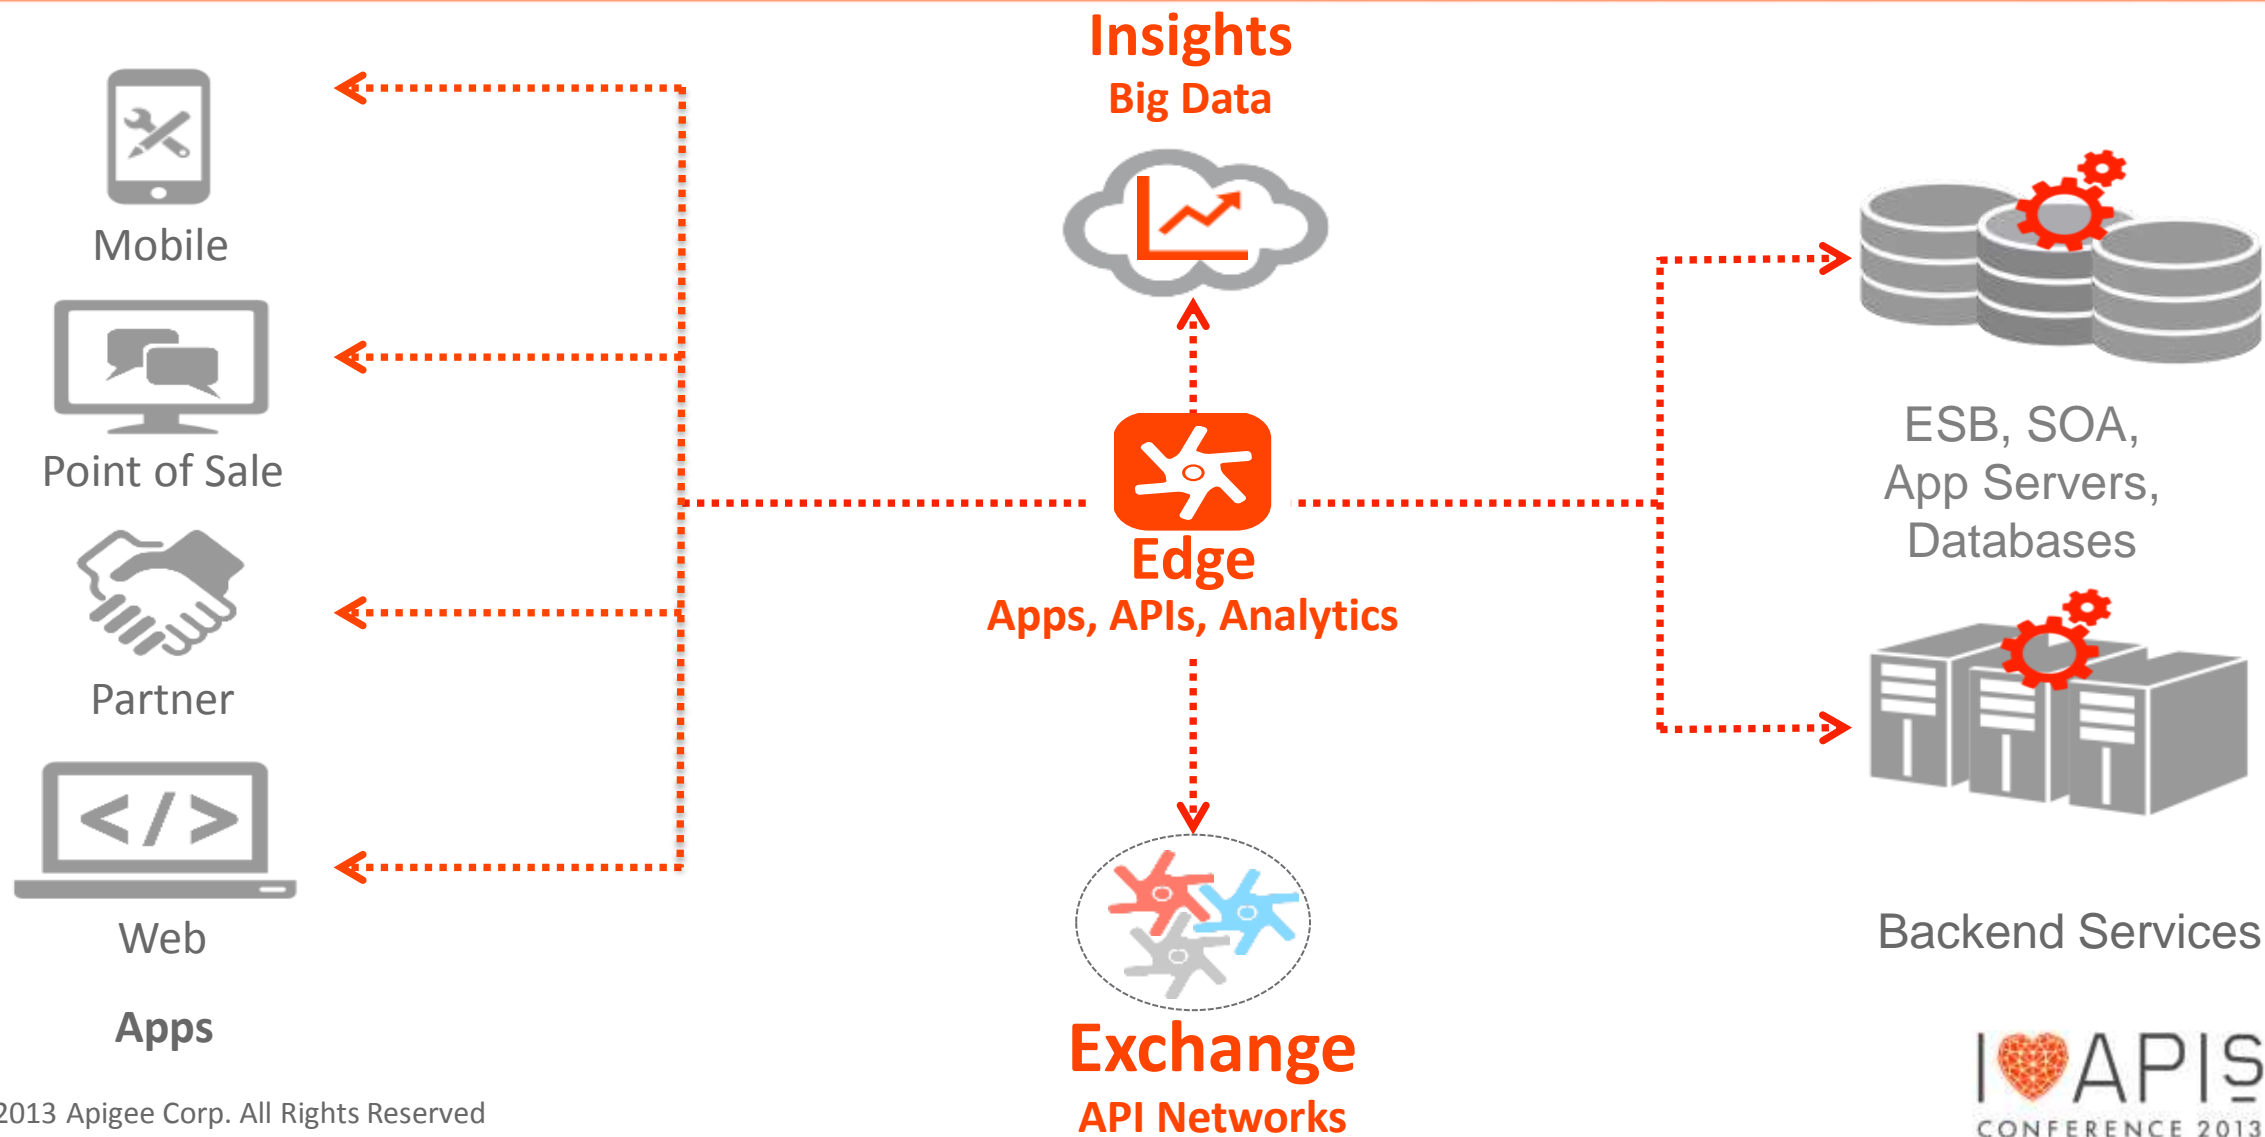 Insights
Big Data
Mobile
Point of Sale
Partner
</>
Web
Apps
Edge
Apps, APIs, Analytics
Exchange
API Networks
ESB, SOA,
App Servers,
Databases
Backend Services
2013 Apigee Corp. All Rights Reserved
I APIS
CONFERENCE 2013